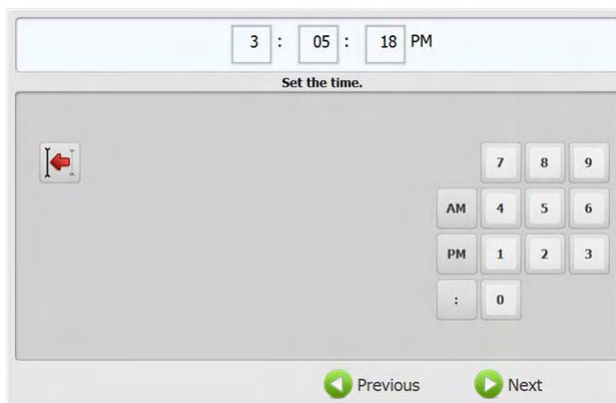 3 : 05 : 18 PM
Set the time.
7 8 9
AM 4 5 6
PM 1 2 3
: 0
Previous Next